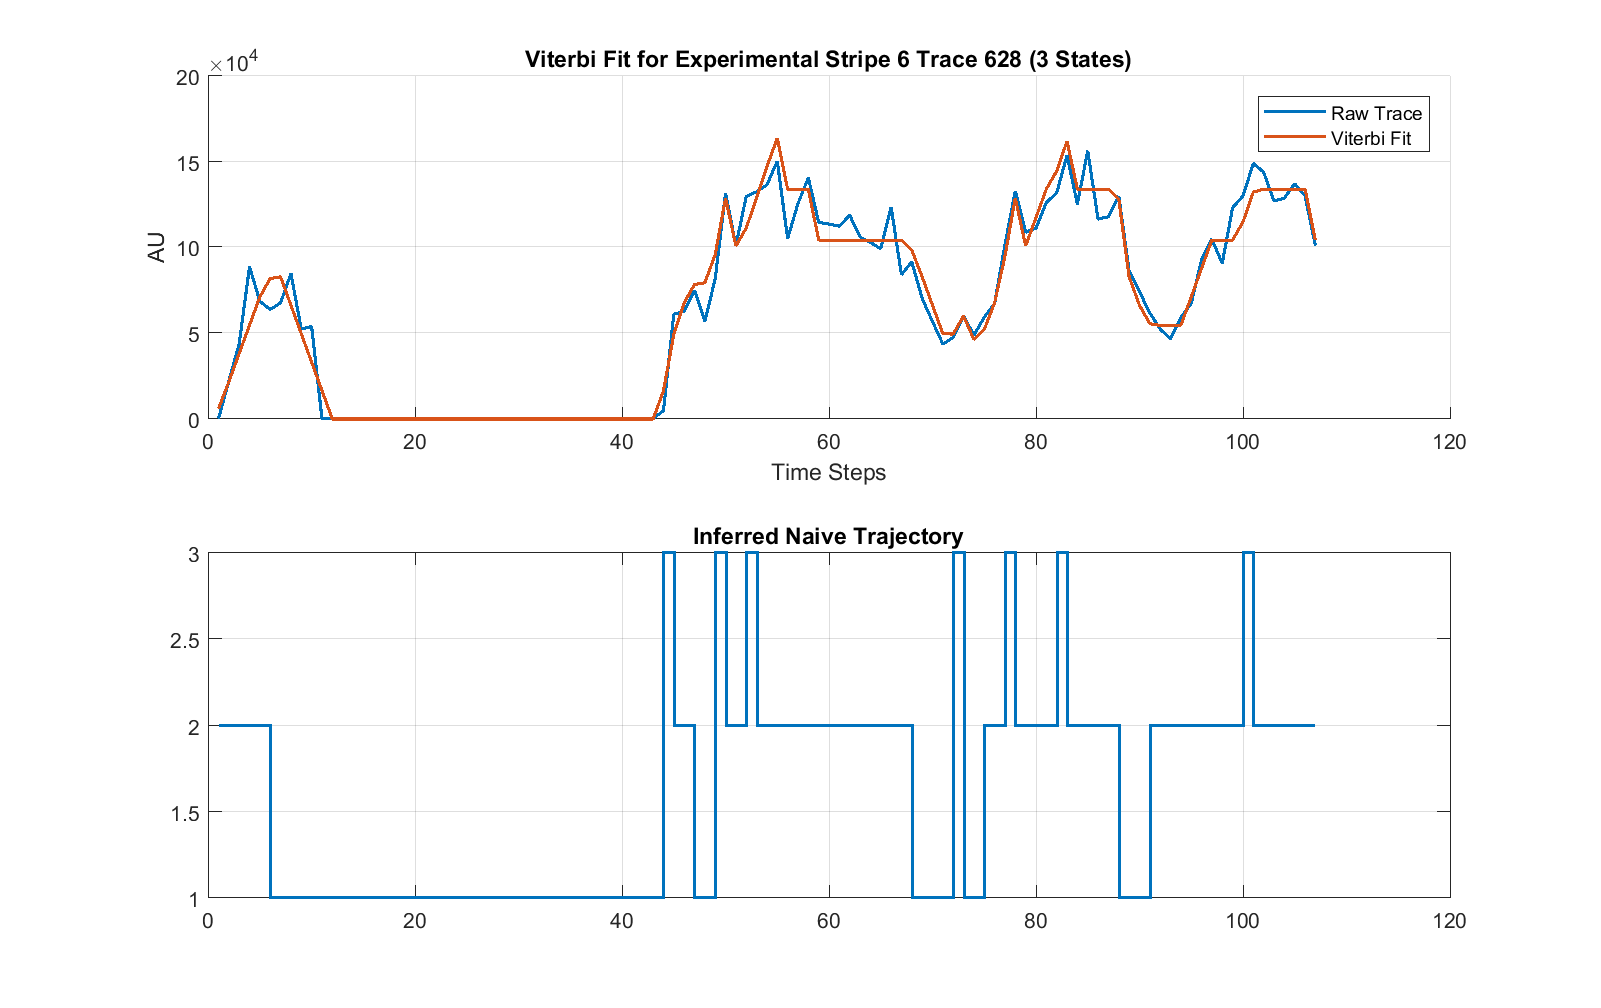 Viterbi Fit for Experimental Stripe 6 Trace 628 (3 States)
×10⁴
20
15
10
5
0
AU
Raw Trace
Viterbi Fit
0 20 40 60 80 100 120
Time Steps
Inferred Naive Trajectory
3
2.5
2
1.5
1
0 20 40 60 80 100 120